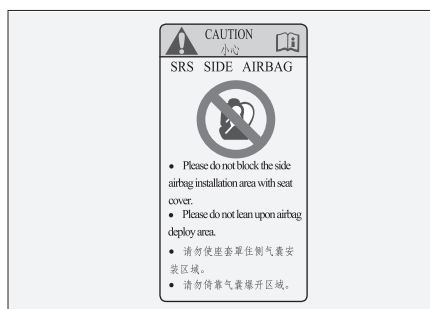 CAUTION
小心
SRS SIDE AIRBAG
● Please do not block the side
airbag installation area with seat
cover.
● Please do not lean upon airbag
deploy area.
● 请勿使座套罩住侧气囊安
装区域。
● 请勿倚靠气囊爆开区域。